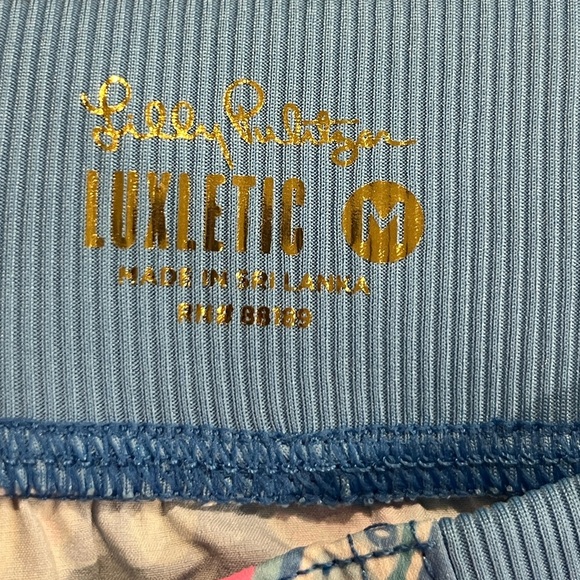 Lilly Pulitzer
LUXLETIC M
MADE IN SRI LANKA
RN# 88189